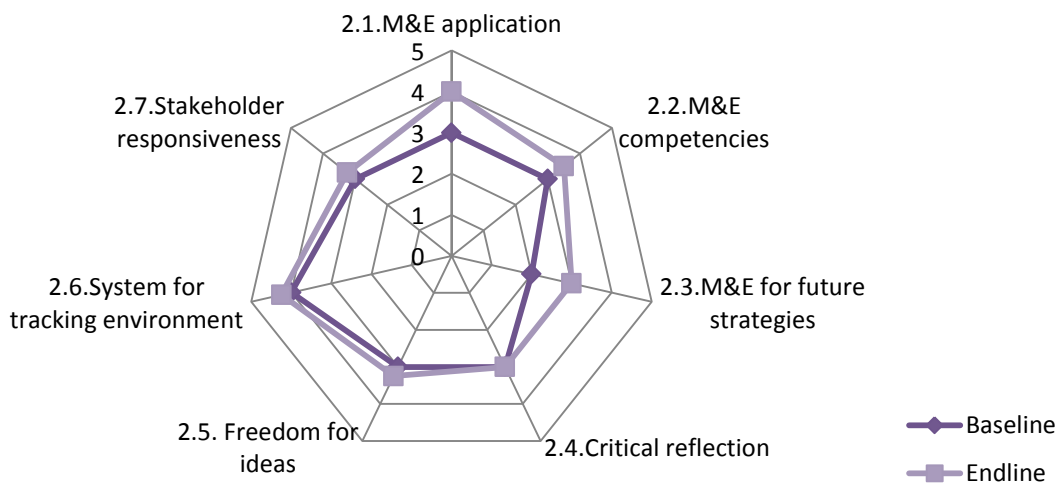 2.1.M&E application
5
4
3
2
1
0
2.2.M&E
competencies
2.3.M&E for future
strategies
2.4.Critical reflection
2.5. Freedom for
ideas
2.6.System for
tracking environment
2.7.Stakeholder
responsiveness
Baseline
Endline